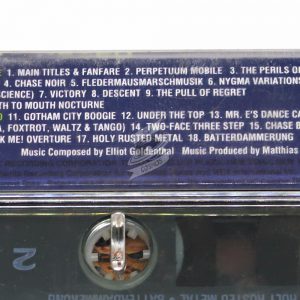 1. MAIN TITLES & FANFARE 2. PERPETUUM MOBILE 3. THE PERILS O
4. CHASE NOIR 5. FLEDERMAUSMARSCHMUSIK 6. NYGMA VARIATIONS
SCIENCE) 7. VICTORY 8. DESCENT 9. THE PULL OF REGRET
TH TO MOUTH NOCTURNE
11. GOTHAM CITY BOOGIE 12. UNDER THE TOP 13. MR. E'S DANCE CA
A, FOXTROT, WALTZ & TANGO) 14. TWO-FACE THREE STEP 15. CHASE B
K ME! OVERTURE 17. HOLY RUSTED METAL 18. BATTERDAMMERUNG
Music Composed by Elliot Goldenthal Music Produced by Matthias
2